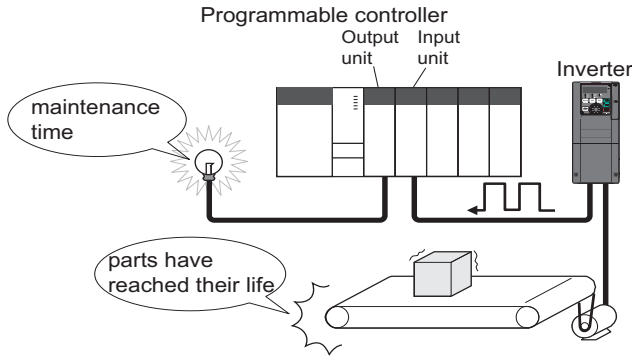 Programmable controller
Output
unit
Input
unit
Inverter
maintenance
time
parts have
reached their life